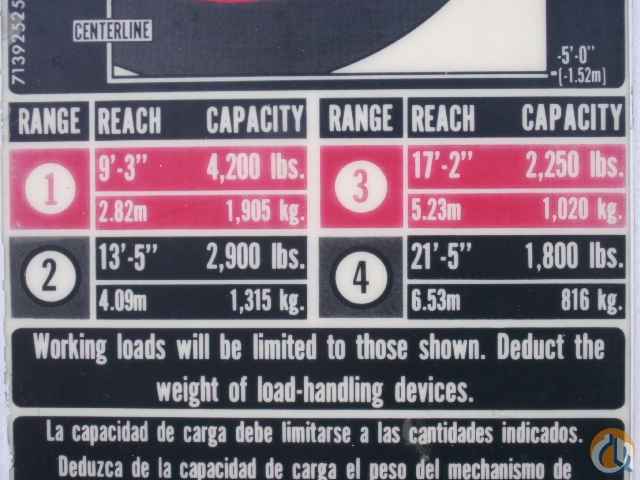 71392525
CENTERLINE
-5'-0"
(-1.52m)
RANGE REACH CAPACITY RANGE REACH CAPACITY
1 9'-3" 4,200 lbs. 3 17'-2" 2,250 lbs.
2.82m 1,905 kg. 5.23m 1,020 kg.
2 13'-5" 2,900 lbs. 4 21'-5" 1,800 lbs.
4.09m 1,315 kg. 6.53m 816 kg.
Working loads will be limited to those shown. Deduct the
weight of load-handling devices.
La capacidad de carga debe limitarse a las cantidades indicados.
Deduzca de la capacidad de carga el peso del mechanismo de